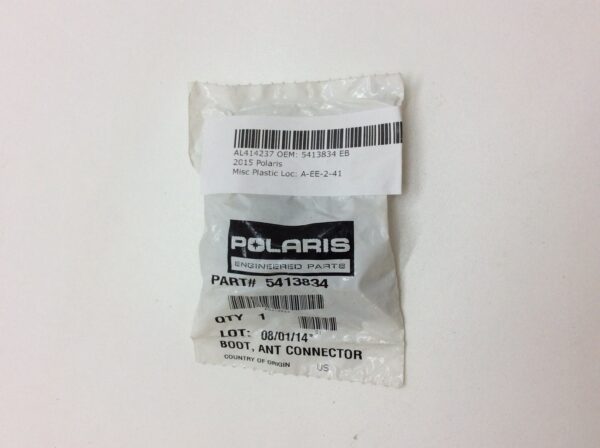 AL414237 OEM: 5413834 EB
2015 Polaris
Misc Plastic Loc: A-EE-2-41
POLARIS
ENGINEERED PARTS
PART# 5413834
QTY 1
LOT: 08/01/14*
BOOT, ANT CONNECTOR
COUNTRY OF ORIGIN US